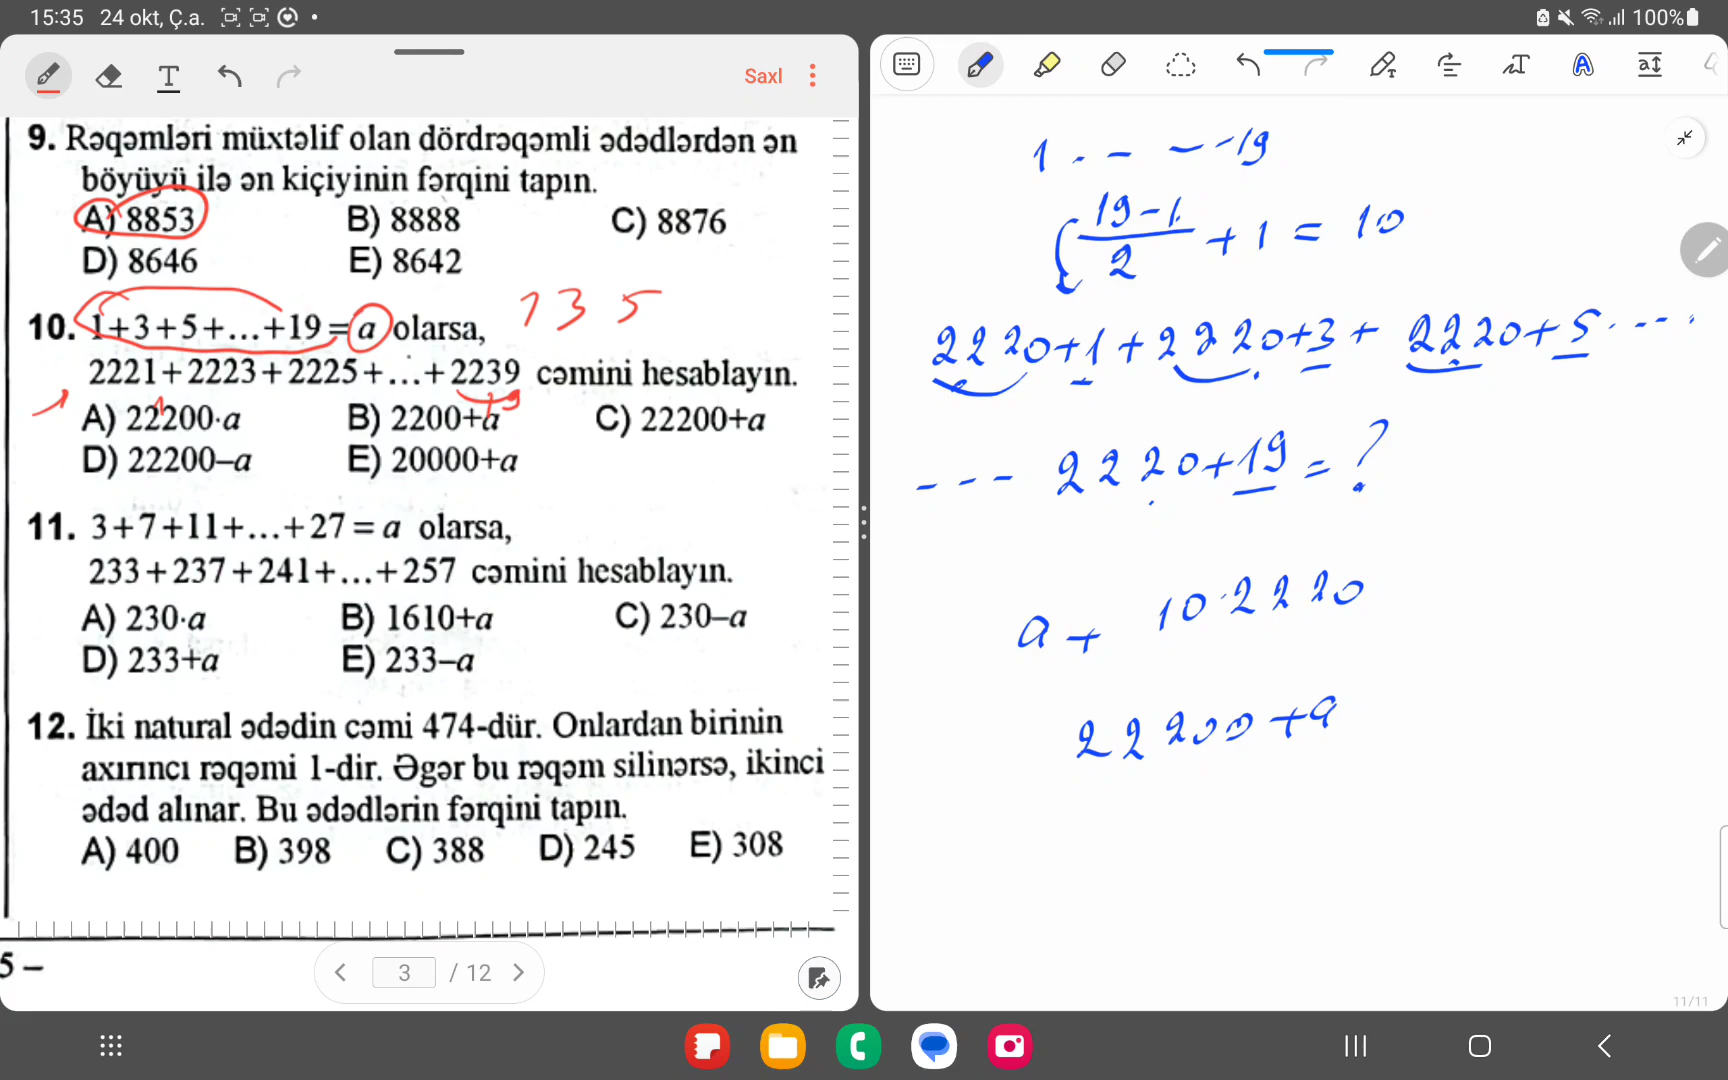 15:35 24 okt, Ç.a.
100%
Saxl
9. Rəqəmləri müxtəlif olan dördrəqəmli ədədlərdən ən
böyüyü ilə ən kiçiyinin fərqini tapın.
A) 8853 B) 8888 C) 8876
D) 8646 E) 8642
1 3 5
10. 1+3+5+...+19=a olarsa,
2221+2223+2225+...+2239 cəmini hesablayın.
1 1 19
A) 22200·a B) 2200+a C) 22200+a
D) 22200–a E) 20000+a
11. 3+7+11+...+27=a olarsa,
233+237+241+...+257 cəmini hesablayın.
A) 230·a B) 1610+a C) 230–a
D) 233+a E) 233–a
12. İki natural ədədin cəmi 474-dür. Onlardan birinin
axırıncı rəqəmi 1-dir. Əgər bu rəqəm silinərsə, ikinci
ədəd alınar. Bu ədədlərin fərqini tapın.
A) 400 B) 398 C) 388 D) 245 E) 308
5 –
3 / 12
1 - - - - 19
19-1
2
+ 1 = 10
2220+1+2220+3+ 2220+5 ....
--- 2220+19=?
a + 10·2220
22200+a
11/11